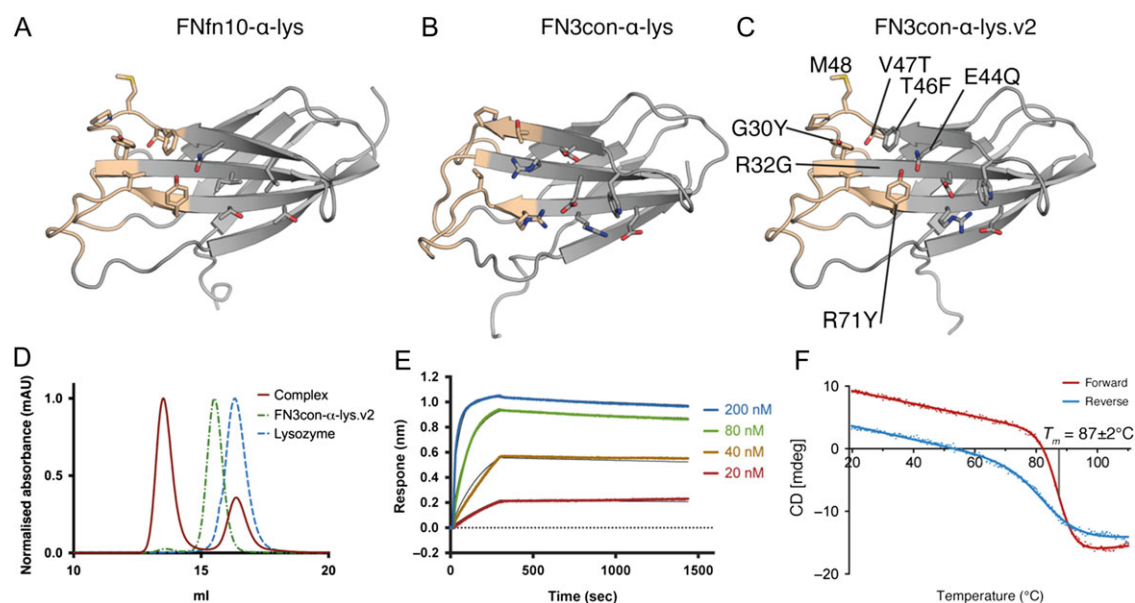 A
FNfn10-α-lys
B
FN3con-α-lys
C
FN3con-α-lys.v2
M48
V47T
T46F
E44Q
G30Y
R32G
R71Y
D
Normalised absorbance (mAU)
1.0
0.5
0.0
10
15
20
ml
Complex
FN3con-α-lys.v2
Lysozyme
E
Respone (nm)
1.2
1.0
0.8
0.6
0.4
0.2
0.0
−0.2
0
500
1000
1500
Time (sec)
200 nM
80 nM
40 nM
20 nM
F
CD [mdeg]
10
0
−10
−20
20
40
60
80
100
Temperature (°C)
Forward
Reverse
Tm = 87±2°C